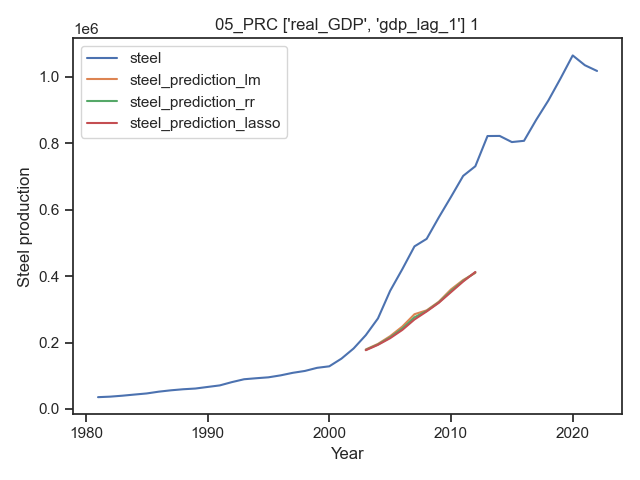 05_PRC ['real_GDP', 'gdp_lag_1'] 1
1e6
steel
steel_prediction_lm
steel_prediction_rr
steel_prediction_lasso
1.0
0.8
0.6
0.4
0.2
0.0
Steel production
1980 1990 2000 2010 2020
Year